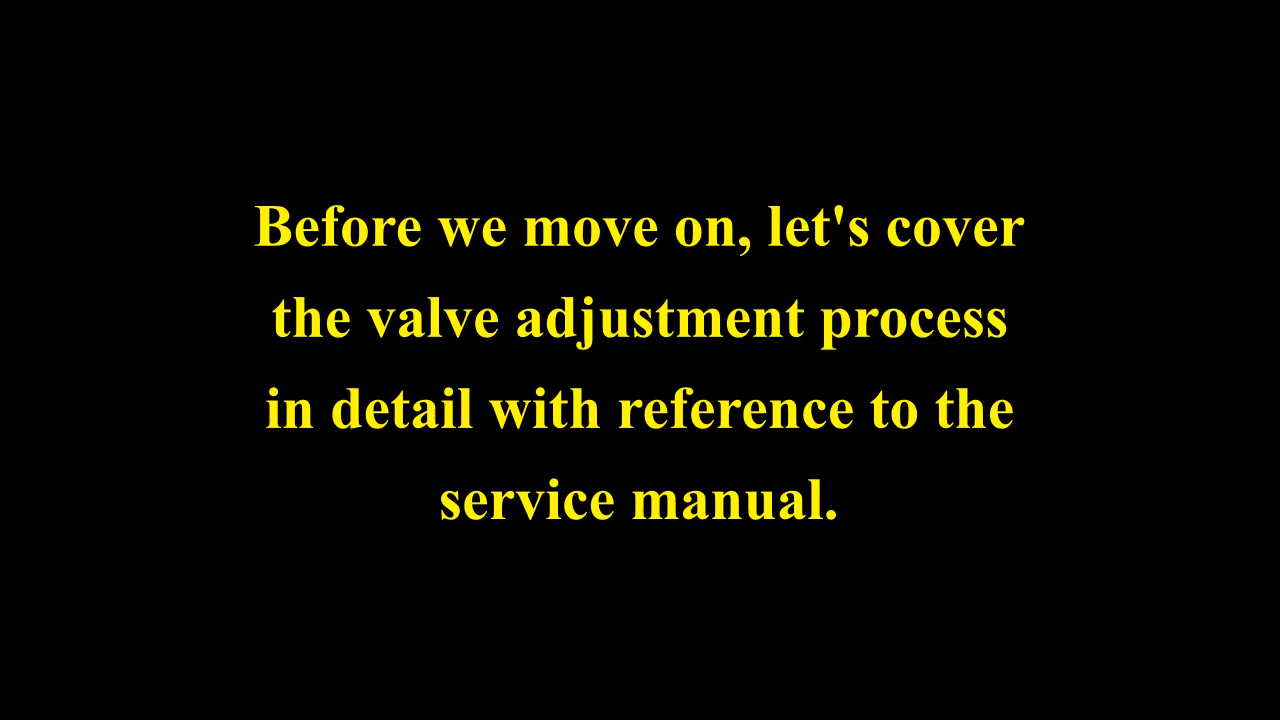 Before we move on, let's cover
the valve adjustment process
in detail with reference to the
service manual.